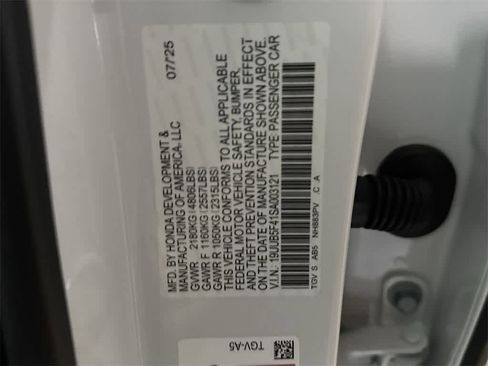 MFD. BY HONDA DEVELOPMENT & 07/25
MANUFACTURING OF AMERICA, LLC
GVWR 2180KG (4806LBS)
GAWR F 1160KG (2557LBS)
GAWR R 1050KG (2315LBS)
THIS VEHICLE CONFORMS TO ALL APPLICABLE
FEDERAL MOTOR VEHICLE SAFETY, BUMPER,
AND THEFT PREVENTION STANDARDS IN EFFECT
ON THE DATE OF MANUFACTURE SHOWN ABOVE.
V.I.N.: 19UUB5F41SA003121 TYPE: PASSENGER CAR
TGV S AB5 NH883PV C A
TGV-A5